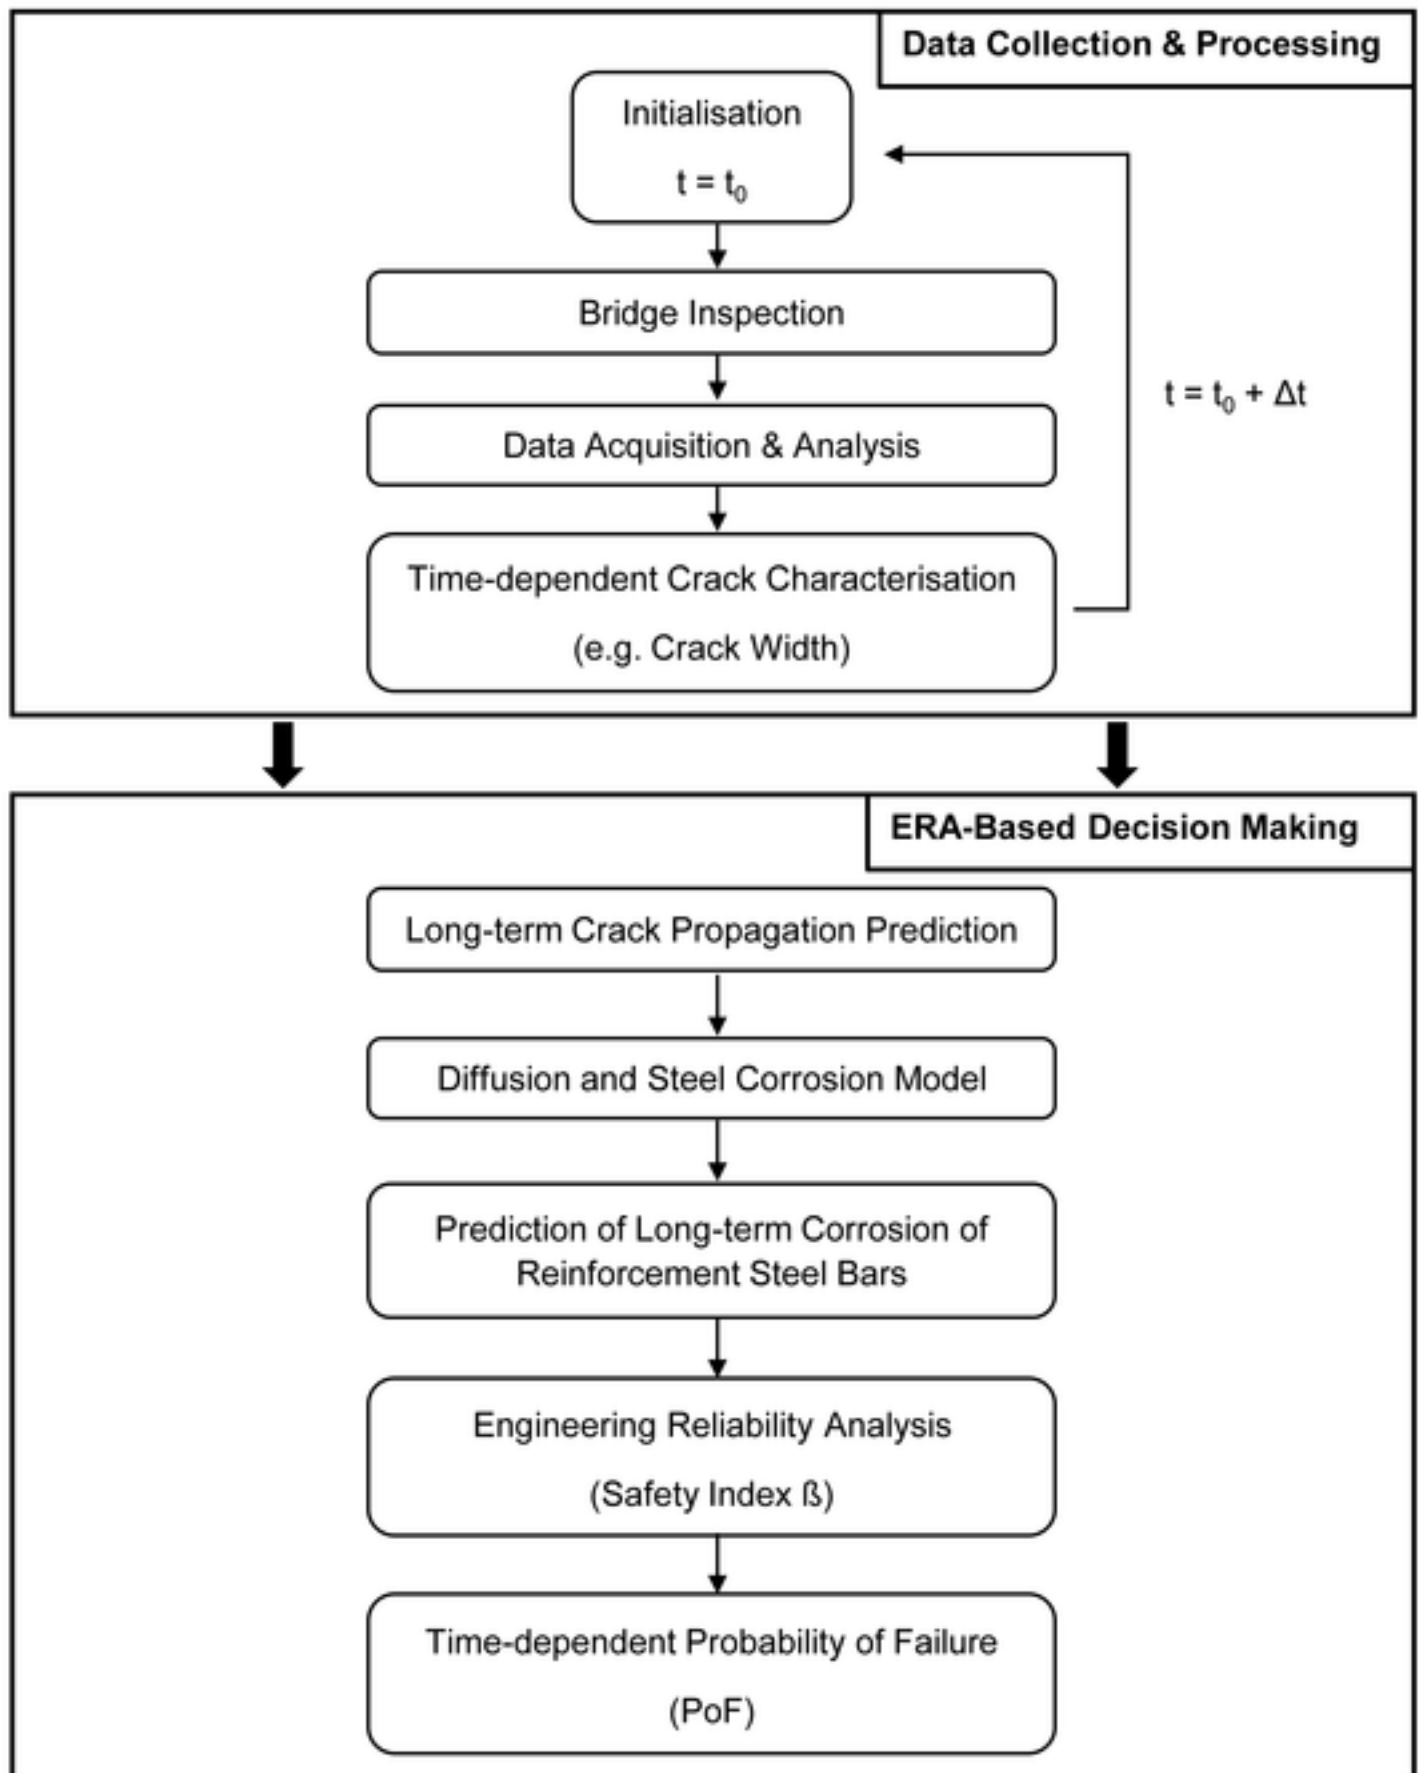 Data Collection & Processing
Initialisation
t = t₀
Bridge Inspection
t = t₀ + Δt
Data Acquisition & Analysis
Time-dependent Crack Characterisation
(e.g. Crack Width)
ERA-Based Decision Making
Long-term Crack Propagation Prediction
Diffusion and Steel Corrosion Model
Prediction of Long-term Corrosion of
Reinforcement Steel Bars
Engineering Reliability Analysis
(Safety Index ß)
Time-dependent Probability of Failure
(PoF)